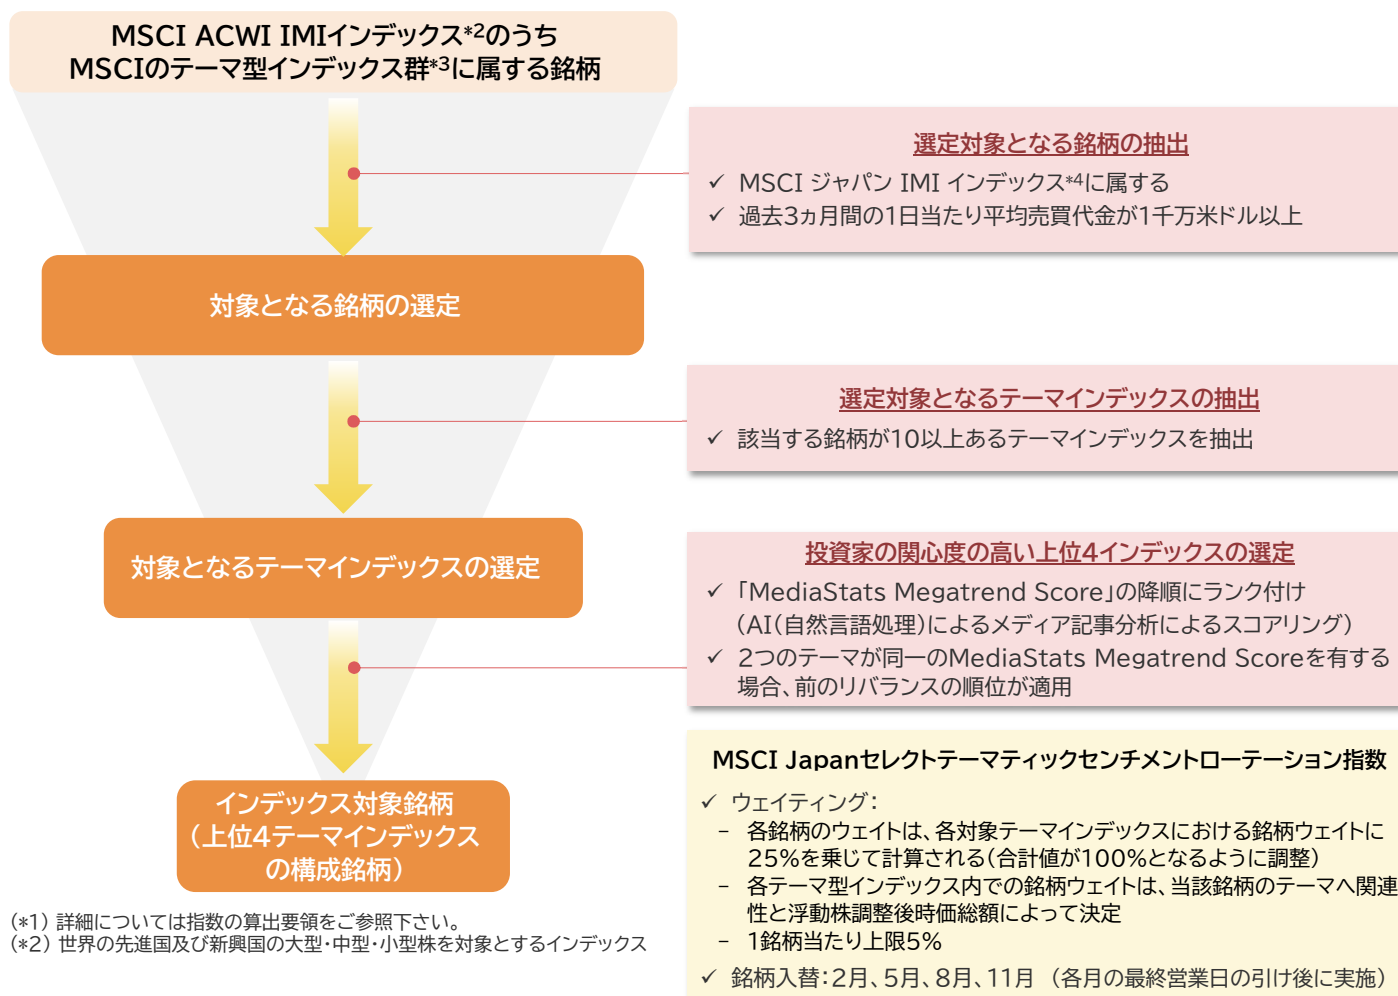 MSCI ACWI IMIインデックス*2のうち
MSCIのテーマ型インデックス群*3に属する銘柄
選定対象となる銘柄の抽出
✓ MSCI ジャパン IMI インデックス*4に属する
✓ 過去3ヵ月間の1日当たり平均売買代金が1千万米ドル以上
対象となる銘柄の選定
選定対象となるテーマインデックスの抽出
✓ 該当する銘柄が10以上あるテーマインデックスを抽出
対象となるテーマインデックスの選定
投資家の関心度の高い上位4インデックスの選定
✓ 「MediaStats Megatrend Score」の降順にランク付け
(AI(自然言語処理)によるメディア記事分析によるスコアリング)
✓ 2つのテーマが同一のMediaStats Megatrend Scoreを有する
場合、前のリバランスの順位が適用
インデックス対象銘柄
(上位4テーマインデックス
の構成銘柄)
MSCI Japanセレクトテーマティックセンチメントローテーション指数
✓ ウェイティング:
– 各銘柄のウェイトは、各対象テーマインデックスにおける銘柄ウェイトに
25%を乗じて計算される(合計値が100%となるように調整)
– 各テーマ型インデックス内での銘柄ウェイトは、当該銘柄のテーマへ関連
性と浮動株調整後時価総額によって決定
– 1銘柄当たり上限5%
✓ 銘柄入替:2月、5月、8月、11月 (各月の最終営業日の引け後に実施)
(*1) 詳細については指数の算出要領をご参照下さい。
(*2) 世界の先進国及び新興国の大型・中型・小型株を対象とするインデックス